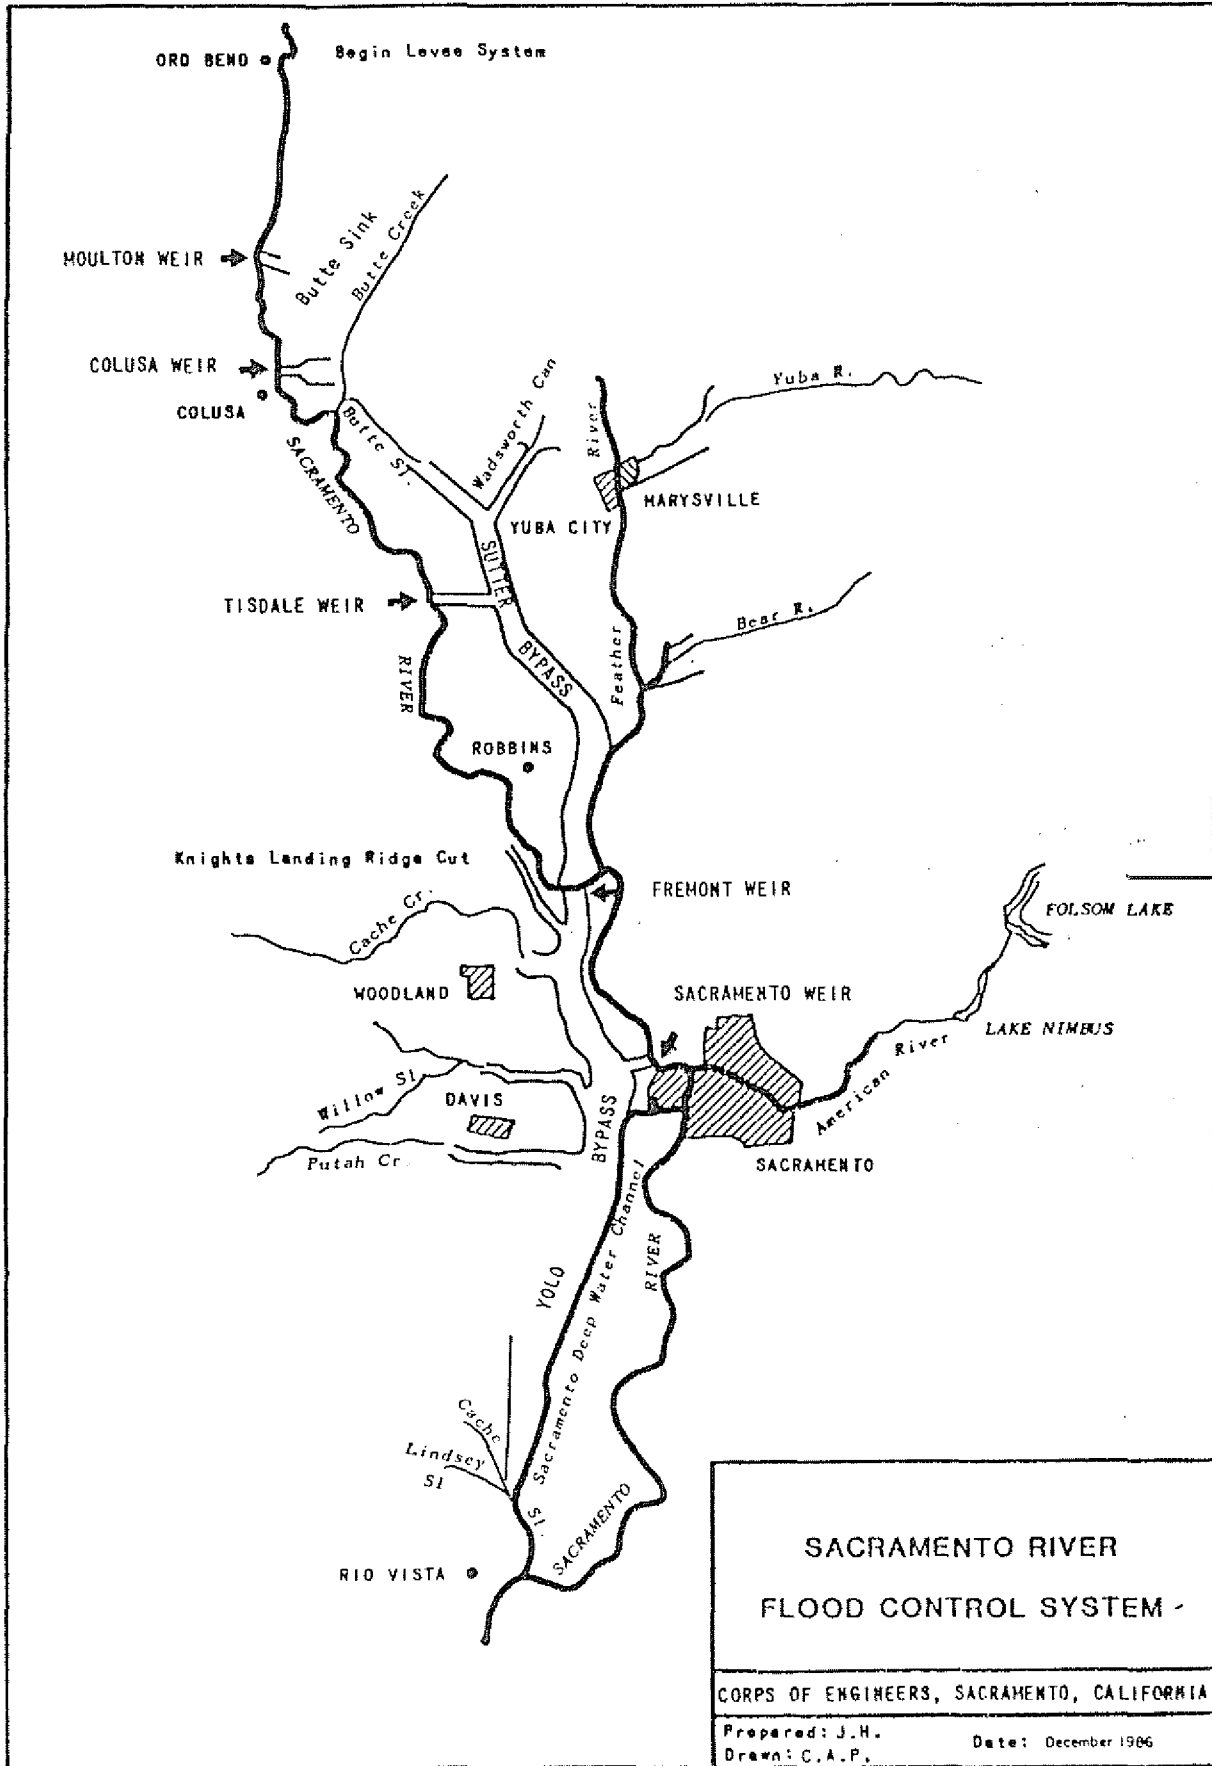 ORD BEND
Begin Levee System
Butte Sink
Butte Creek
MOULTON WEIR
COLUSA WEIR
COLUSA
Butte Sl.
Wadsworth Can
Yuba R.
River
SACRAMENTO
MARYSVILLE
YUBA CITY
SUTTER
TISDALE WEIR
Bear R.
BYPASS
Feather
RIVER
ROBBINS
Knights Landing Ridge Cut
FREMONT WEIR
Cache Cr.
FOLSOM LAKE
WOODLAND
SACRAMENTO WEIR
LAKE NIMBUS
American River
Willow Sl
DAVIS
BYPASS
Putah Cr.
SACRAMENTO
YOLO
Sacramento Deep Water Channel
RIVER
Cache
Lindsey
Sl
Sl.
SACRAMENTO
RIO VISTA
SACRAMENTO RIVER
FLOOD CONTROL SYSTEM
CORPS OF ENGINEERS, SACRAMENTO, CALIFORNIA
Prepared: J.H.
Date: December 1986
Drawn: C.A.P.